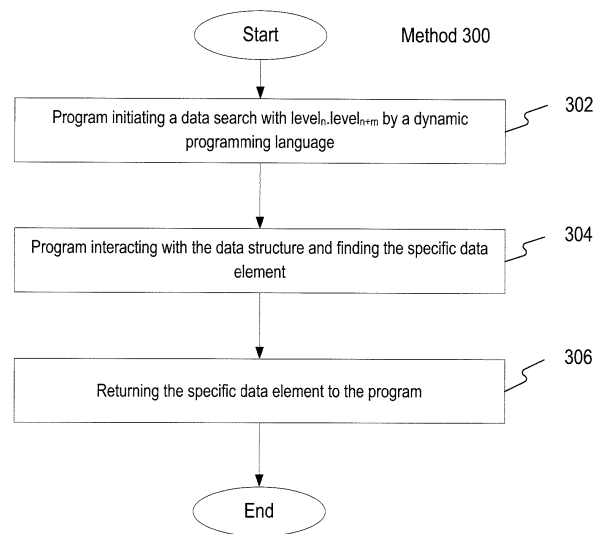 Start
Method 300
Program initiating a data search with levelₙ.levelₙ₊ₘ by a dynamic
programming language
302
Program interacting with the data structure and finding the specific data
element
304
Returning the specific data element to the program
306
End